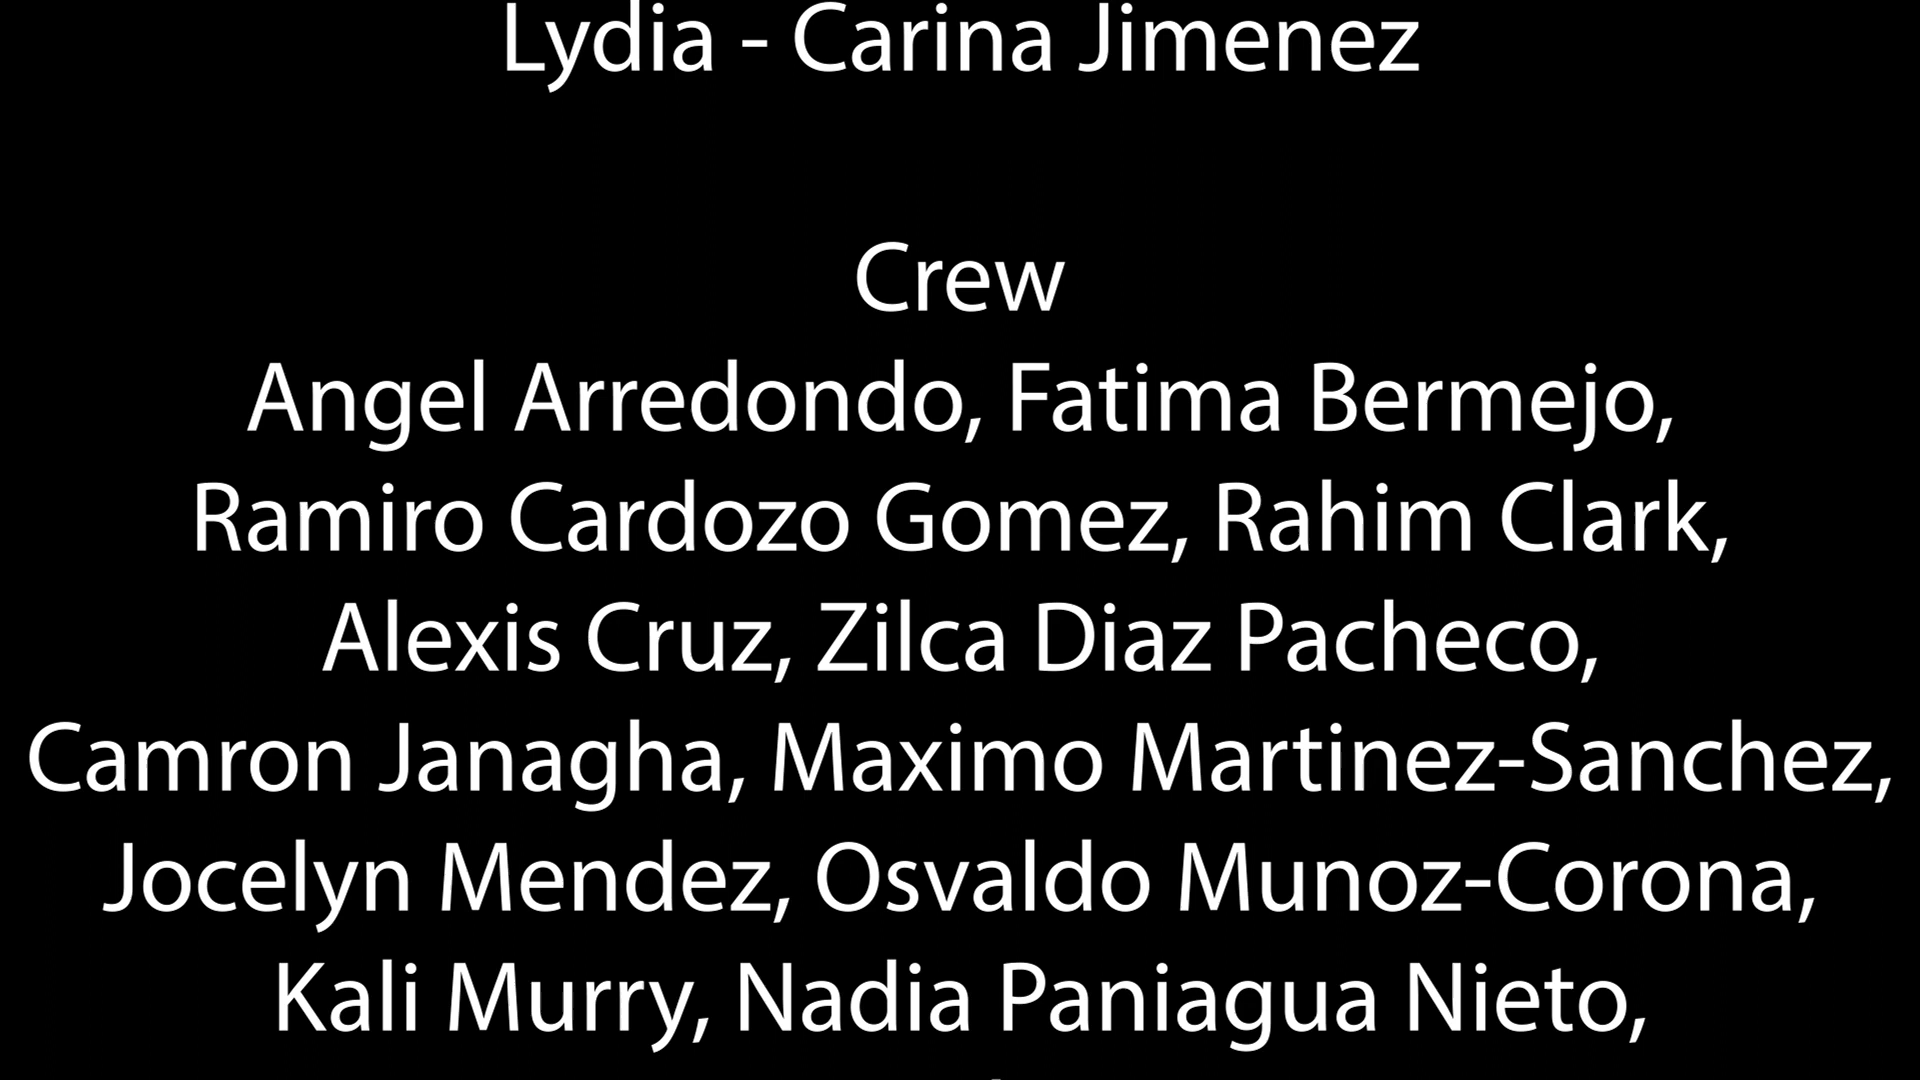 Lydia - Carina Jimenez
Crew
Angel Arredondo, Fatima Bermejo,
Ramiro Cardozo Gomez, Rahim Clark,
Alexis Cruz, Zilca Diaz Pacheco,
Camron Janagha, Maximo Martinez-Sanchez,
Jocelyn Mendez, Osvaldo Munoz-Corona,
Kali Murry, Nadia Paniagua Nieto,